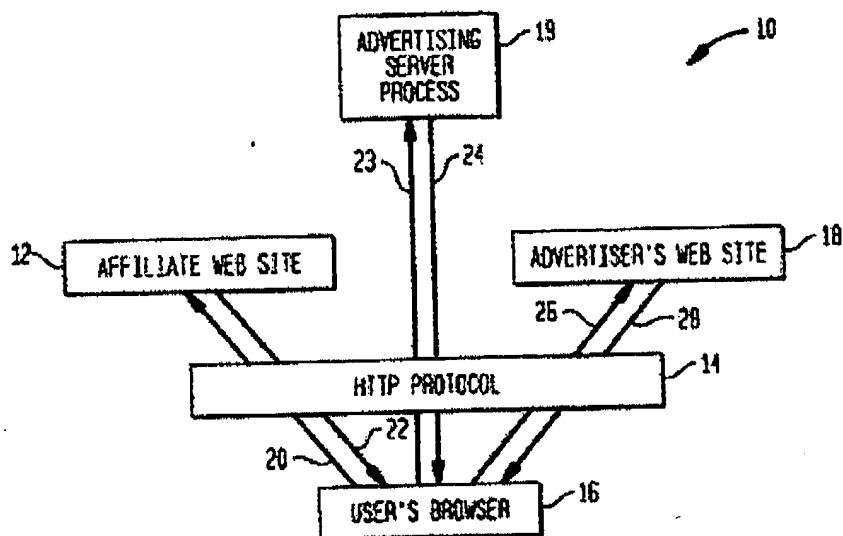 ADVERTISING
SERVER
PROCESS
19
10
23
24
12
AFFILIATE WEB SITE
ADVERTISER'S WEB SITE
18
26
28
HTTP PROTOCOL
14
20
22
USER'S BROWSER
16